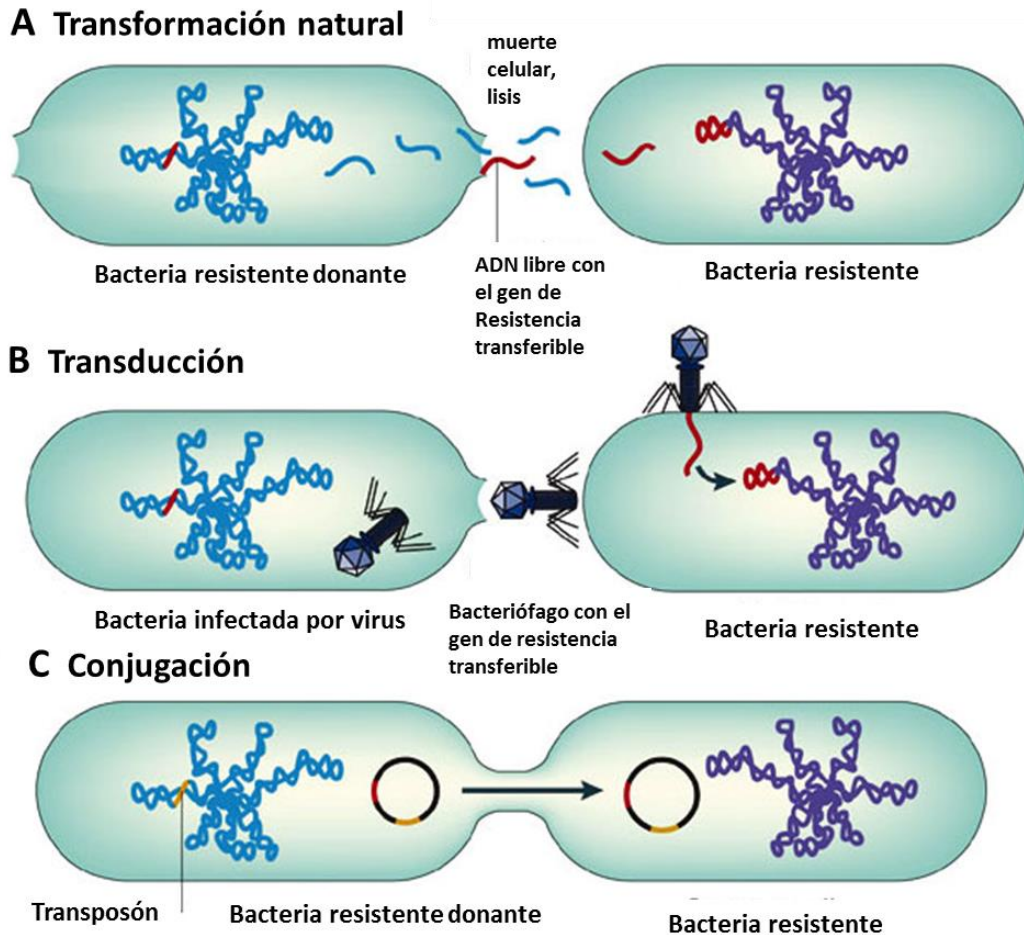 A Transformación natural
muerte
celular,
lisis
Bacteria resistente donante
ADN libre con
el gen de
Resistencia
transferible
Bacteria resistente
B Transducción
Bacteria infectada por virus
Bacteriófago con el
gen de resistencia
transferible
Bacteria resistente
C Conjugación
Transposón
Bacteria resistente donante
Bacteria resistente